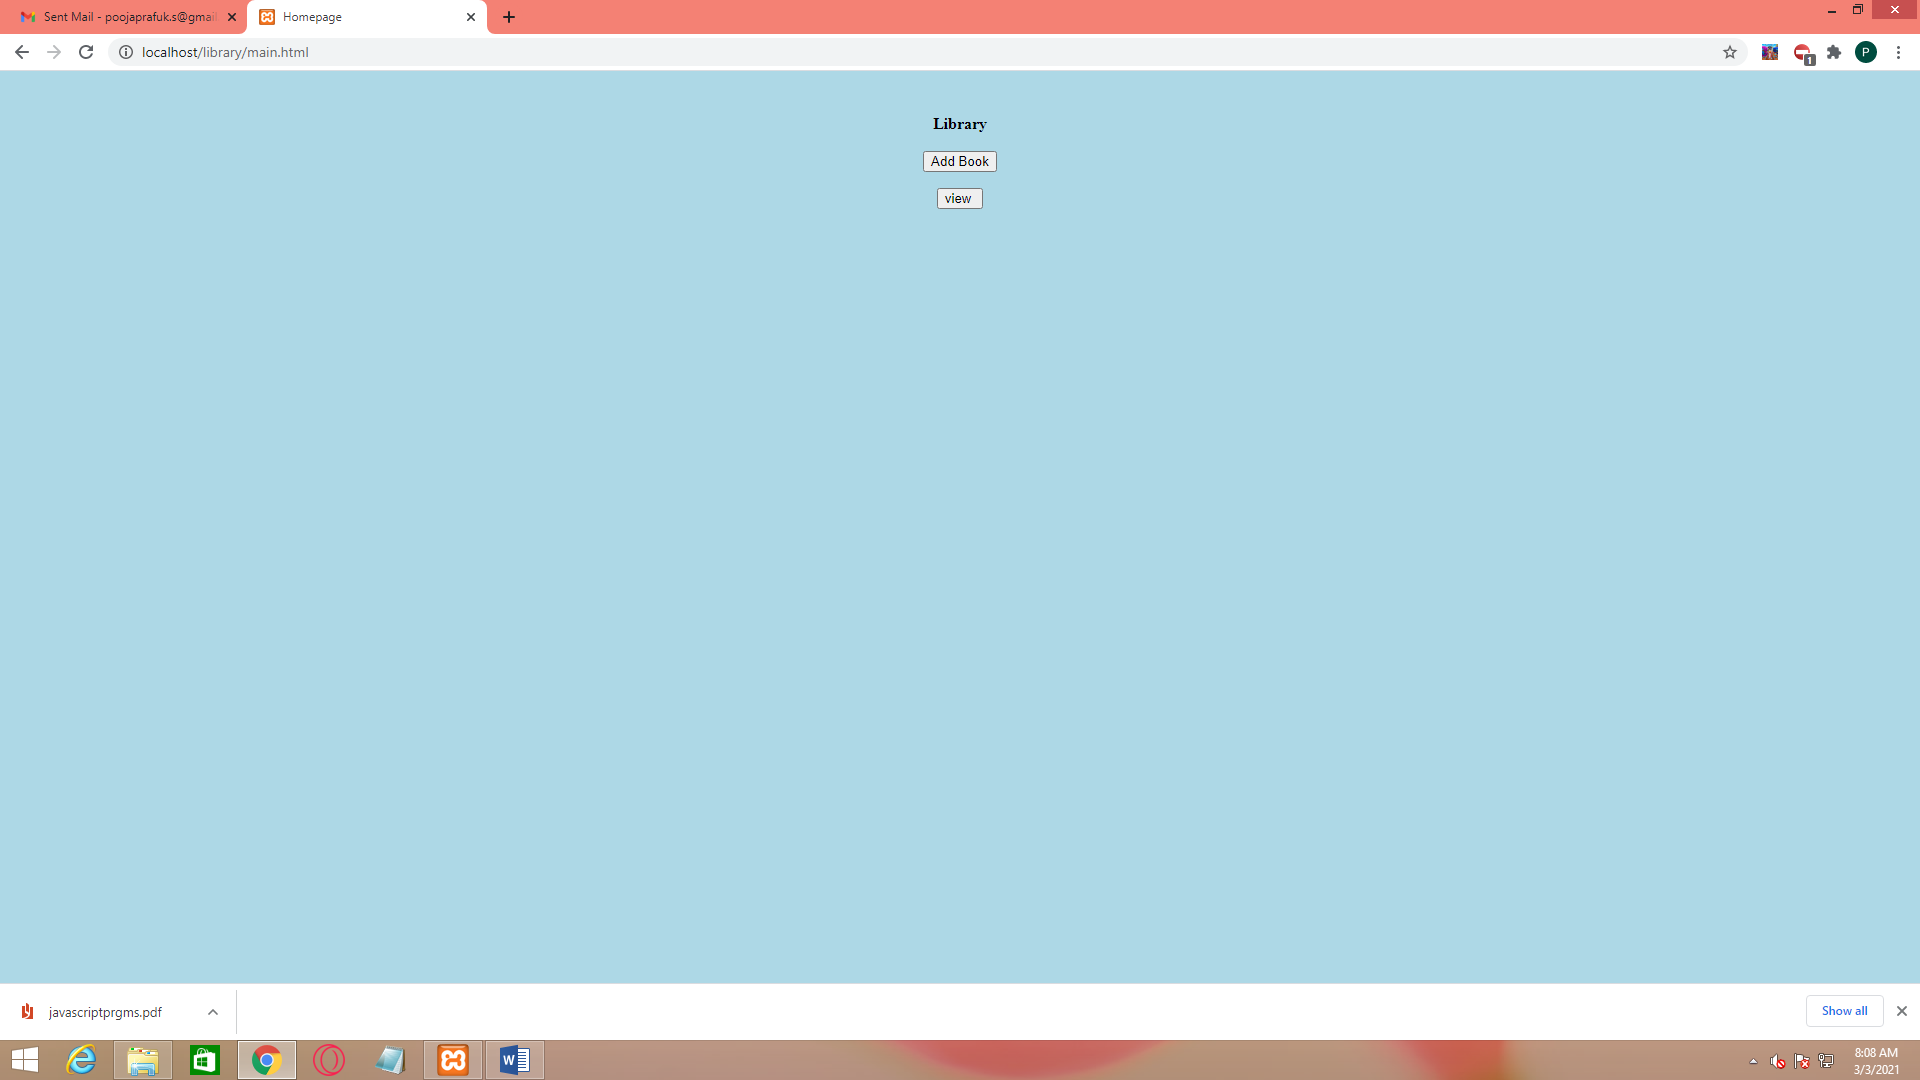 Sent Mail - poojaprafuk.s@gmail
Homepage
localhost/library/main.html
P
1
Library
Add Book
view
javascriptprgms.pdf
Show all
W
8:08 AM
3/3/2021